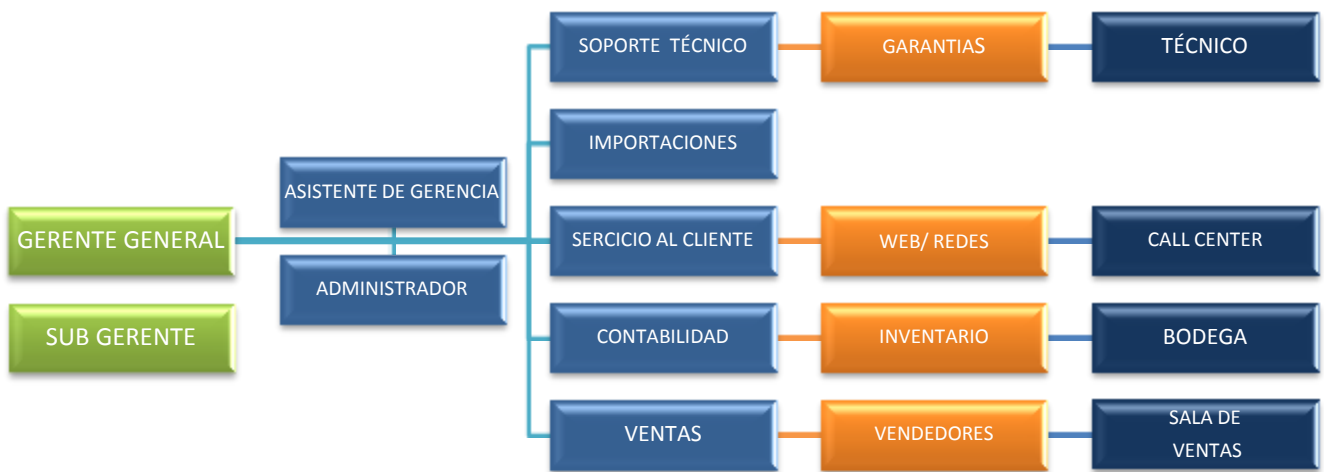 SOPORTE TÉCNICO
GARANTIAS
TÉCNICO
IMPORTACIONES
ASISTENTE DE GERENCIA
GERENTE GENERAL
SERCICIO AL CLIENTE
WEB/ REDES
CALL CENTER
ADMINISTRADOR
SUB GERENTE
CONTABILIDAD
INVENTARIO
BODEGA
VENTAS
VENDEDORES
SALA DE
VENTAS